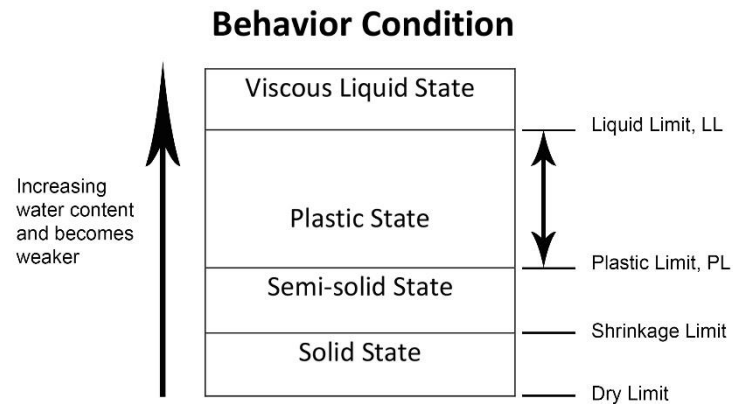 Behavior Condition
Viscous Liquid State
Liquid Limit, LL
Increasing
water content
and becomes
weaker
Plastic State
Plastic Limit, PL
Semi-solid State
Shrinkage Limit
Solid State
Dry Limit